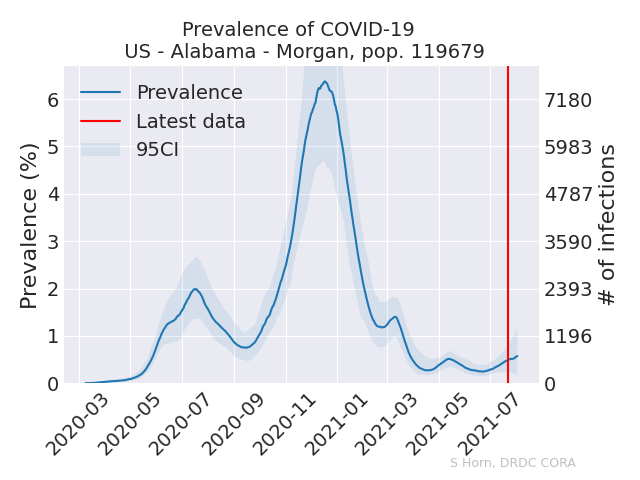 Prevalence of COVID-19
US - Alabama - Morgan, pop. 119679
Prevalence
Latest data
95CI
Prevalence (%)
6
5
4
3
2
1
0
7180
5983
4787
3590
2393
1196
0
# of infections
2020-03
2020-05
2020-07
2020-09
2020-11
2021-01
2021-03
2021-05
2021-07
S Horn, DRDC CORA